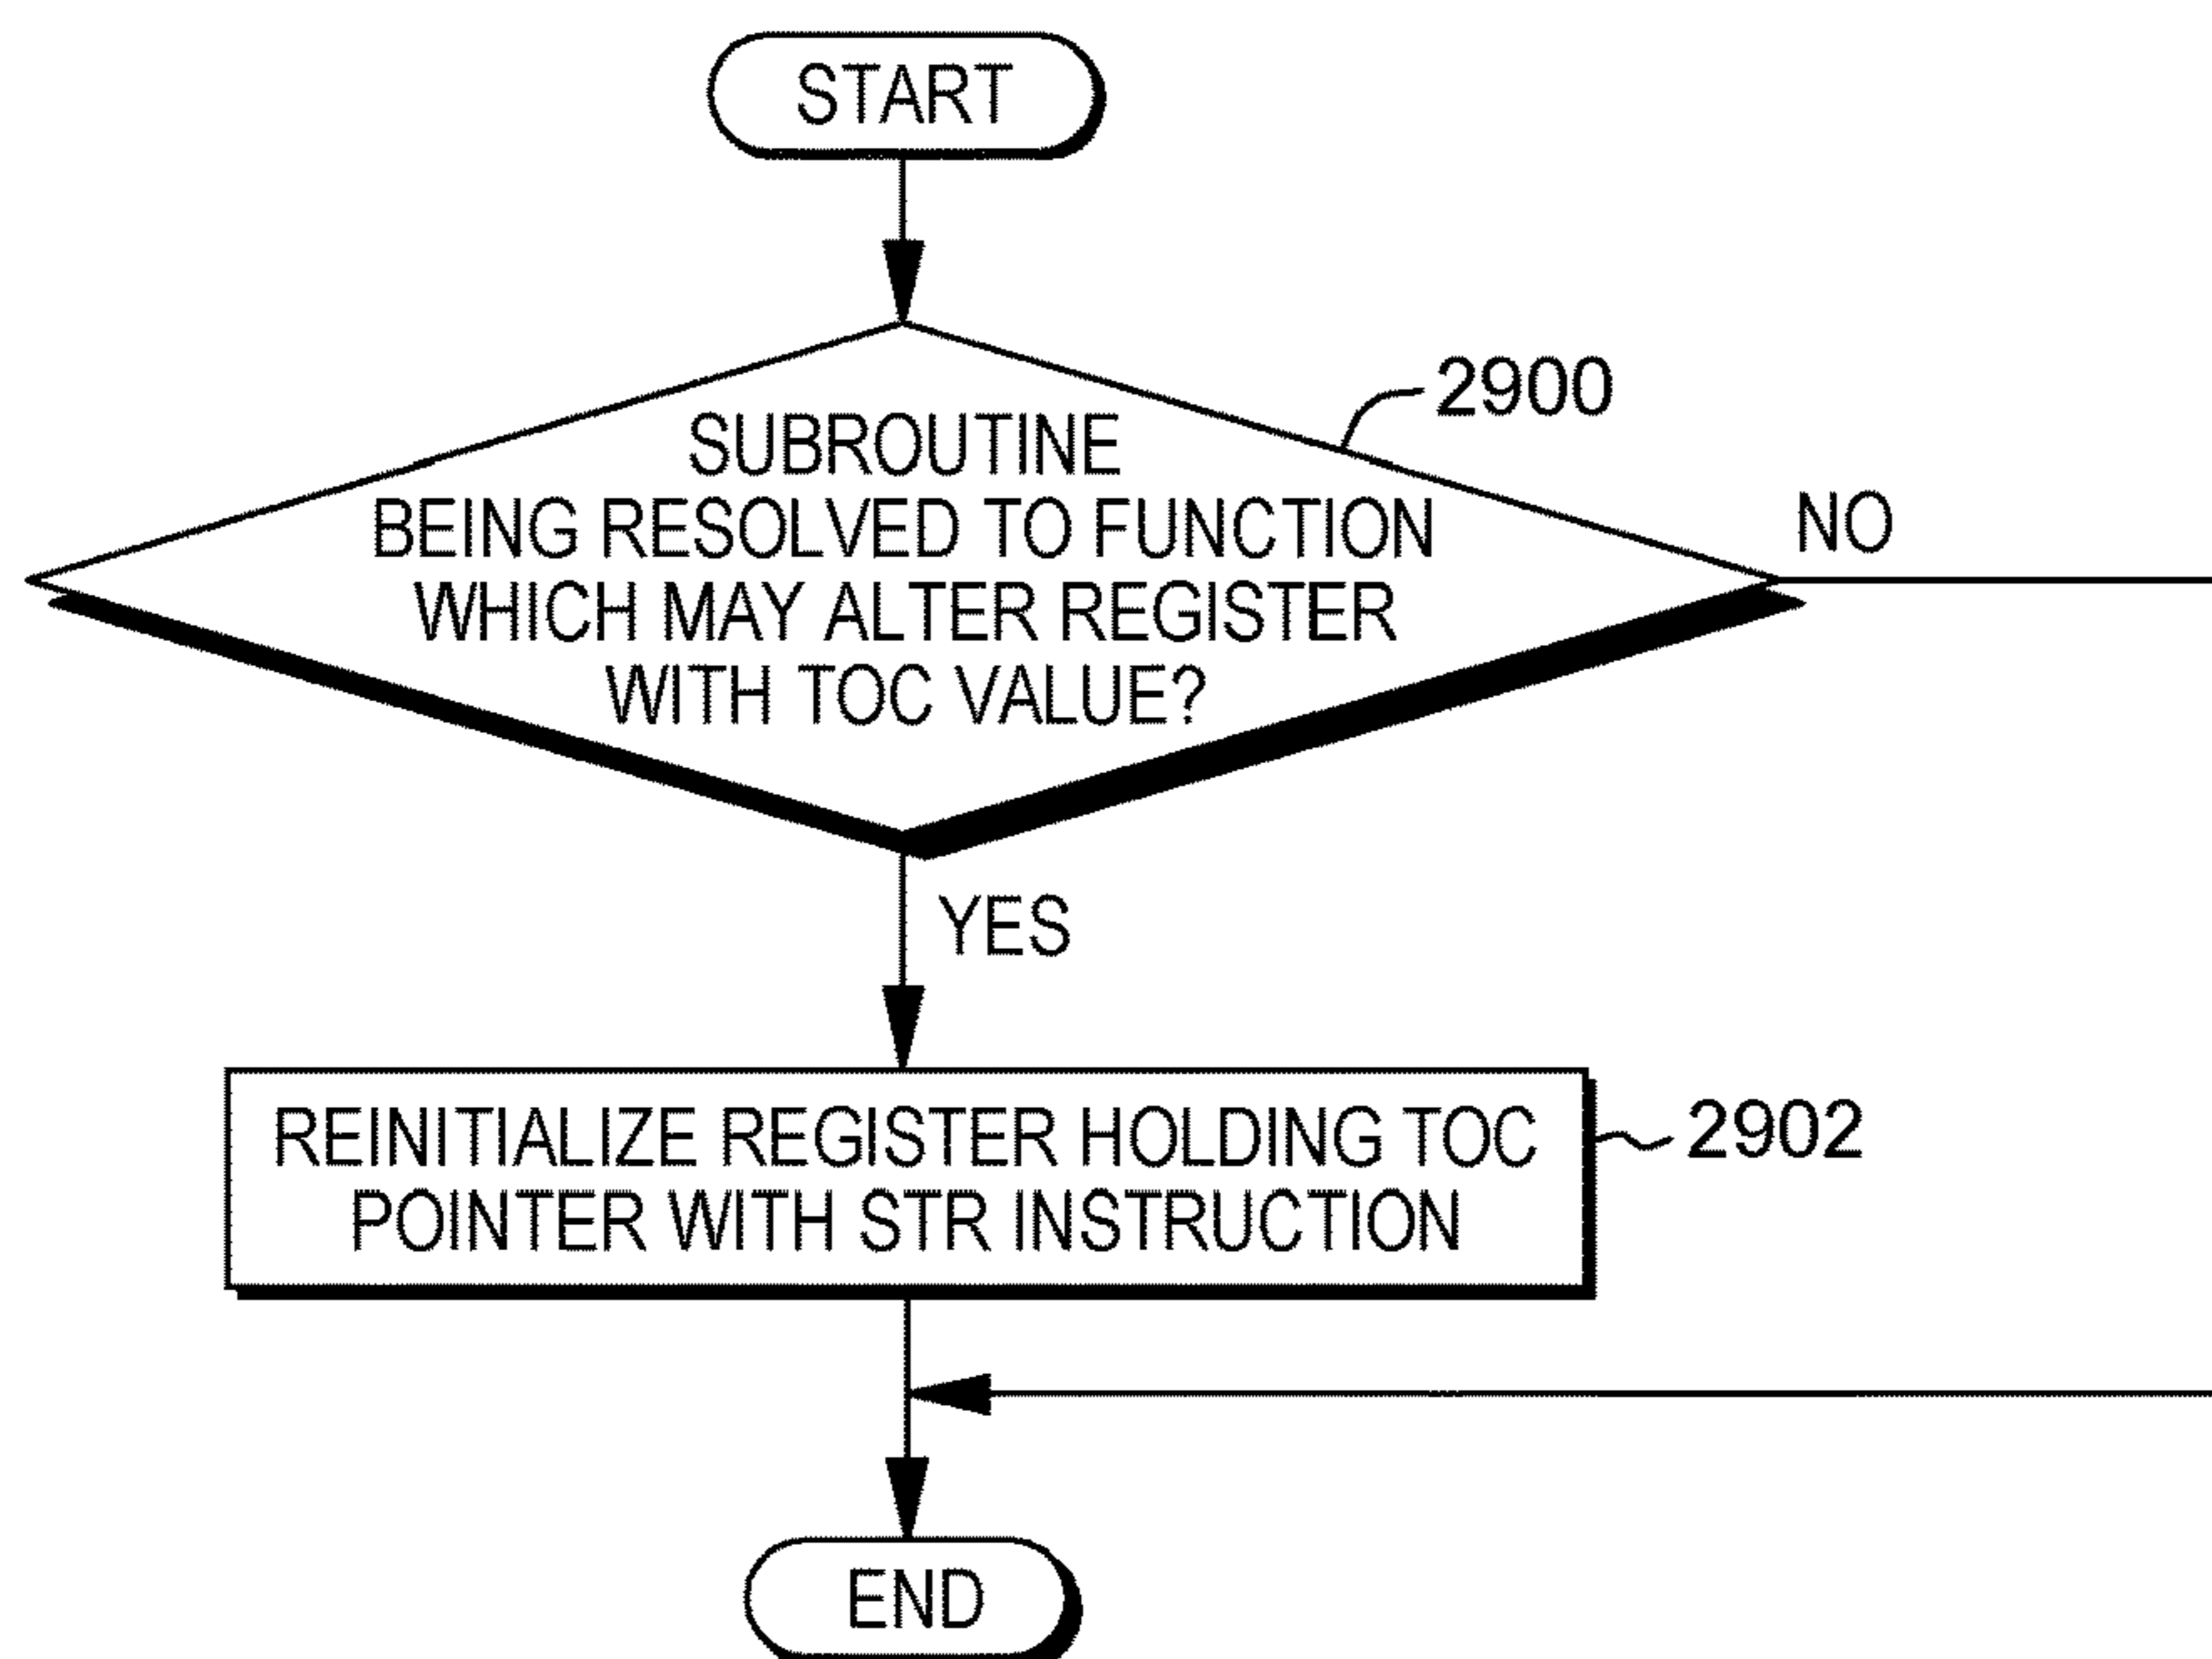 START
2900
SUBROUTINE
BEING RESOLVED TO FUNCTION
WHICH MAY ALTER REGISTER
WITH TOC VALUE?
NO
YES
REINITIALIZE REGISTER HOLDING TOC
POINTER WITH STR INSTRUCTION
2902
END